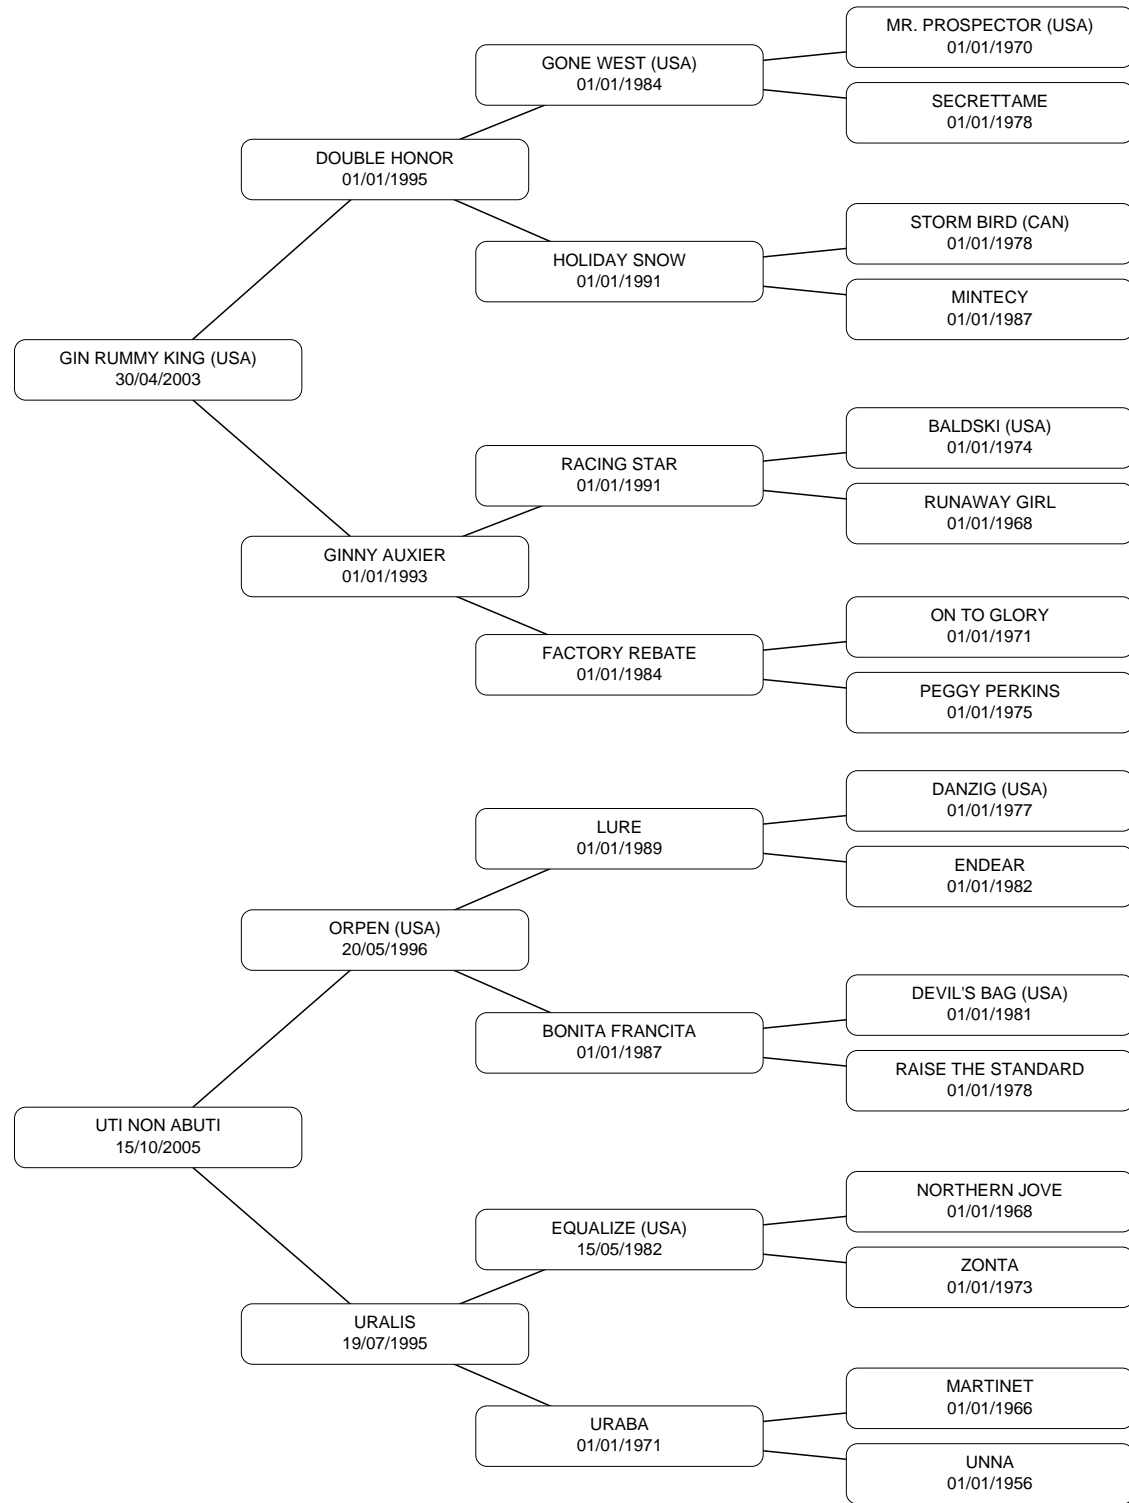 MR. PROSPECTOR (USA)
01/01/1970
GONE WEST (USA)
01/01/1984
SECRETTAME
01/01/1978
DOUBLE HONOR
01/01/1995
STORM BIRD (CAN)
01/01/1978
HOLIDAY SNOW
01/01/1991
MINTECY
01/01/1987
GIN RUMMY KING (USA)
30/04/2003
BALDSKI (USA)
01/01/1974
RACING STAR
01/01/1991
RUNAWAY GIRL
01/01/1968
GINNY AUXIER
01/01/1993
ON TO GLORY
01/01/1971
FACTORY REBATE
01/01/1984
PEGGY PERKINS
01/01/1975
DANZIG (USA)
01/01/1977
LURE
01/01/1989
ENDEAR
01/01/1982
ORPEN (USA)
20/05/1996
DEVIL'S BAG (USA)
01/01/1981
BONITA FRANCITA
01/01/1987
RAISE THE STANDARD
01/01/1978
UTI NON ABUTI
15/10/2005
NORTHERN JOVE
01/01/1968
EQUALIZE (USA)
15/05/1982
ZONTA
01/01/1973
URALIS
19/07/1995
MARTINET
01/01/1966
URABA
01/01/1971
UNNA
01/01/1956